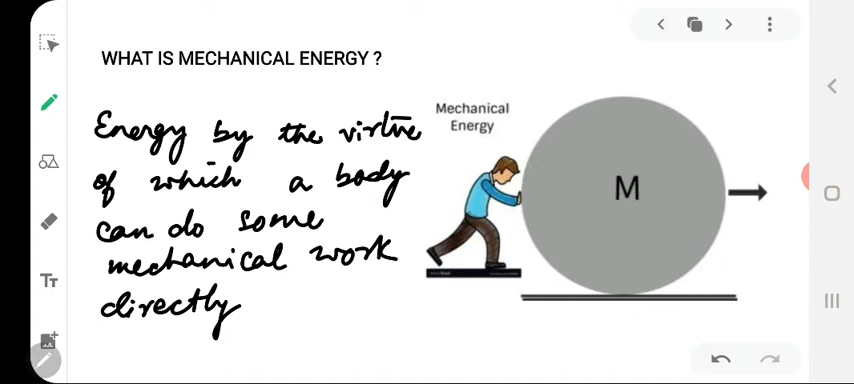 WHAT IS MECHANICAL ENERGY ?
Energy by the virtue
of which a body
can do some
mechanical work
directly
Mechanical
Energy
M
TT